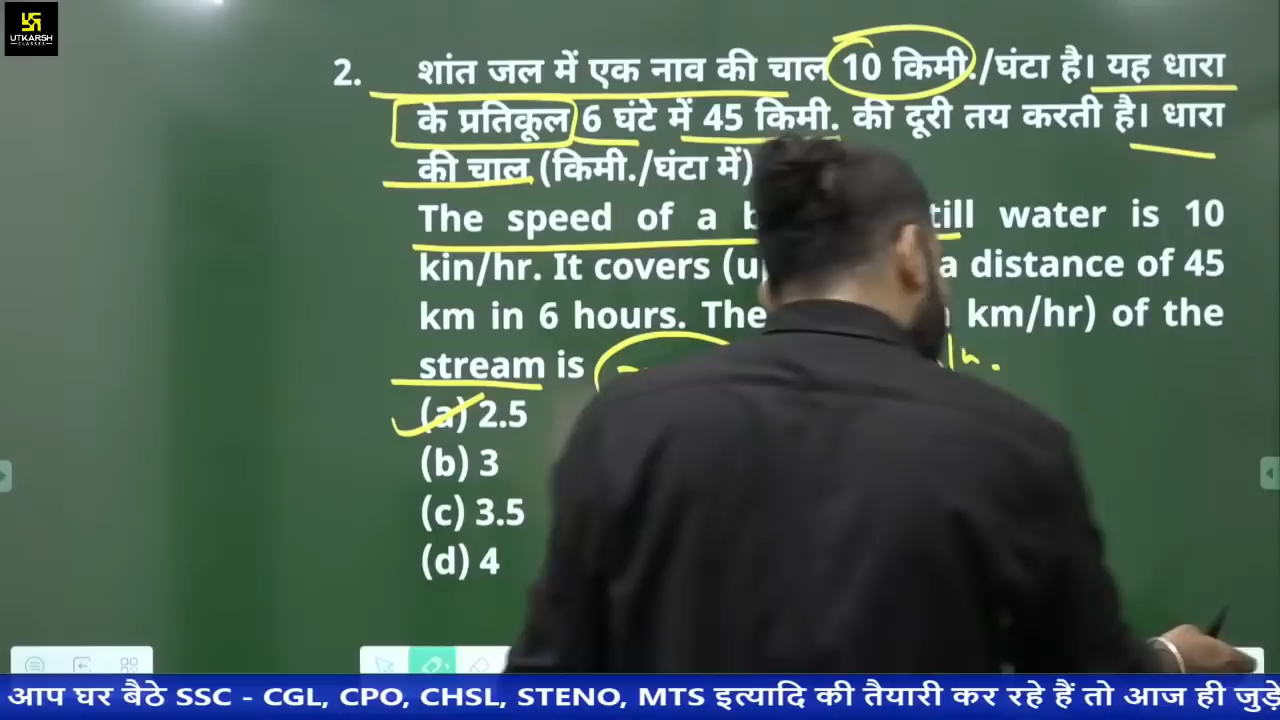 UTKARSH
CLASSES
2. शांत जल में एक नाव की चाल 10 किमी./घंटा है। यह धारा
के प्रतिकूल 6 घंटे में 45 किमी. की दूरी तय करती है। धारा
की चाल (किमी./घंटा में)
The speed of a till water is 10
kin/hr. It covers a distance of 45
km in 6 hours. The km/hr) of the
stream is
(a) 2.5
(b) 3
(c) 3.5
(d) 4
आप घर बैठे SSC - CGL, CPO, CHSL, STENO, MTS इत्यादि की तैयारी कर रहे हैं तो आज ही जुड़े